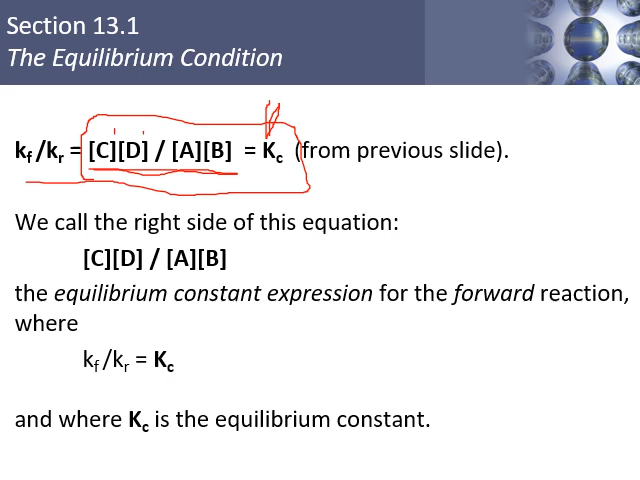 Section 13.1
The Equilibrium Condition
kf/kr = [C][D] / [A][B] = Kc (from previous slide).
We call the right side of this equation:
[C][D] / [A][B]
the equilibrium constant expression for the forward reaction,
where
kf/kr = Kc
and where Kc is the equilibrium constant.